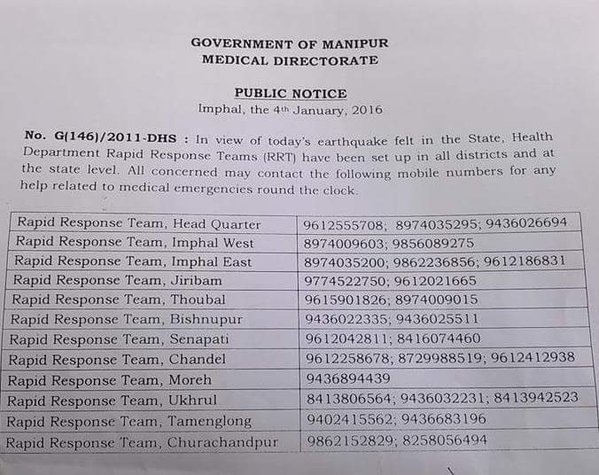 GOVERNMENT OF MANIPUR
MEDICAL DIRECTORATE
PUBLIC NOTICE
Imphal, the 4th January, 2016
No. G(146)/2011-DHS : In view of today's earthquake felt in the State, Health
Department Rapid Response Teams (RRT) have been set up in all districts and at
the state level. All concerned may contact the following mobile numbers for any
help related to medical emergencies round the clock.
Rapid Response Team, Head Quarter 9612555708; 8974035295; 9436026694
Rapid Response Team, Imphal West 8974009603; 9856089275
Rapid Response Team, Imphal East 8974035200; 9862236856; 9612186831
Rapid Response Team, Jiribam 9774522750; 9612021665
Rapid Response Team, Thoubal 9615901826; 8974009015
Rapid Response Team, Bishnupur 9436022335; 9436025511
Rapid Response Team, Senapati 9612042811; 8416074460
Rapid Response Team, Chandel 9612258678; 8729988519; 9612412938
Rapid Response Team, Moreh 9436894439
Rapid Response Team, Ukhrul 8413806564; 9436032231; 8413942523
Rapid Response Team, Tamenglong 9402415562; 9436683196
Rapid Response Team, Churachandpur 9862152829; 8258056494